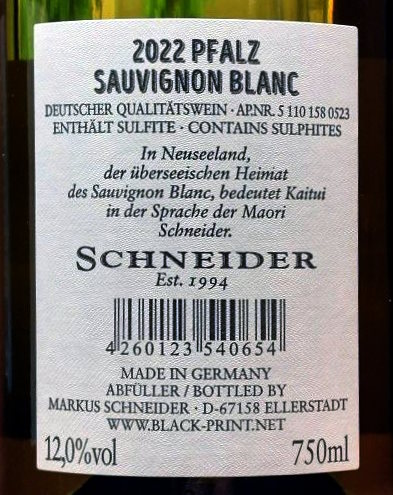 2022 PFALZ
SAUVIGNON BLANC
DEUTSCHER QUALITÄTSWEIN · AP.NR. 5 110 158 0523
ENTHÄLT SULFITE · CONTAINS SULPHITES
In Neuseeland,
der überseeischen Heimat
des Sauvignon Blanc, bedeutet Kaitui
in der Sprache der Maori
Schneider.
SCHNEIDER
Est. 1994
4 260123 540654
MADE IN GERMANY
ABFÜLLER / BOTTLED BY
MARKUS SCHNEIDER · D-67158 ELLERSTADT
WWW.BLACK-PRINT.NET
12,0%vol 750ml